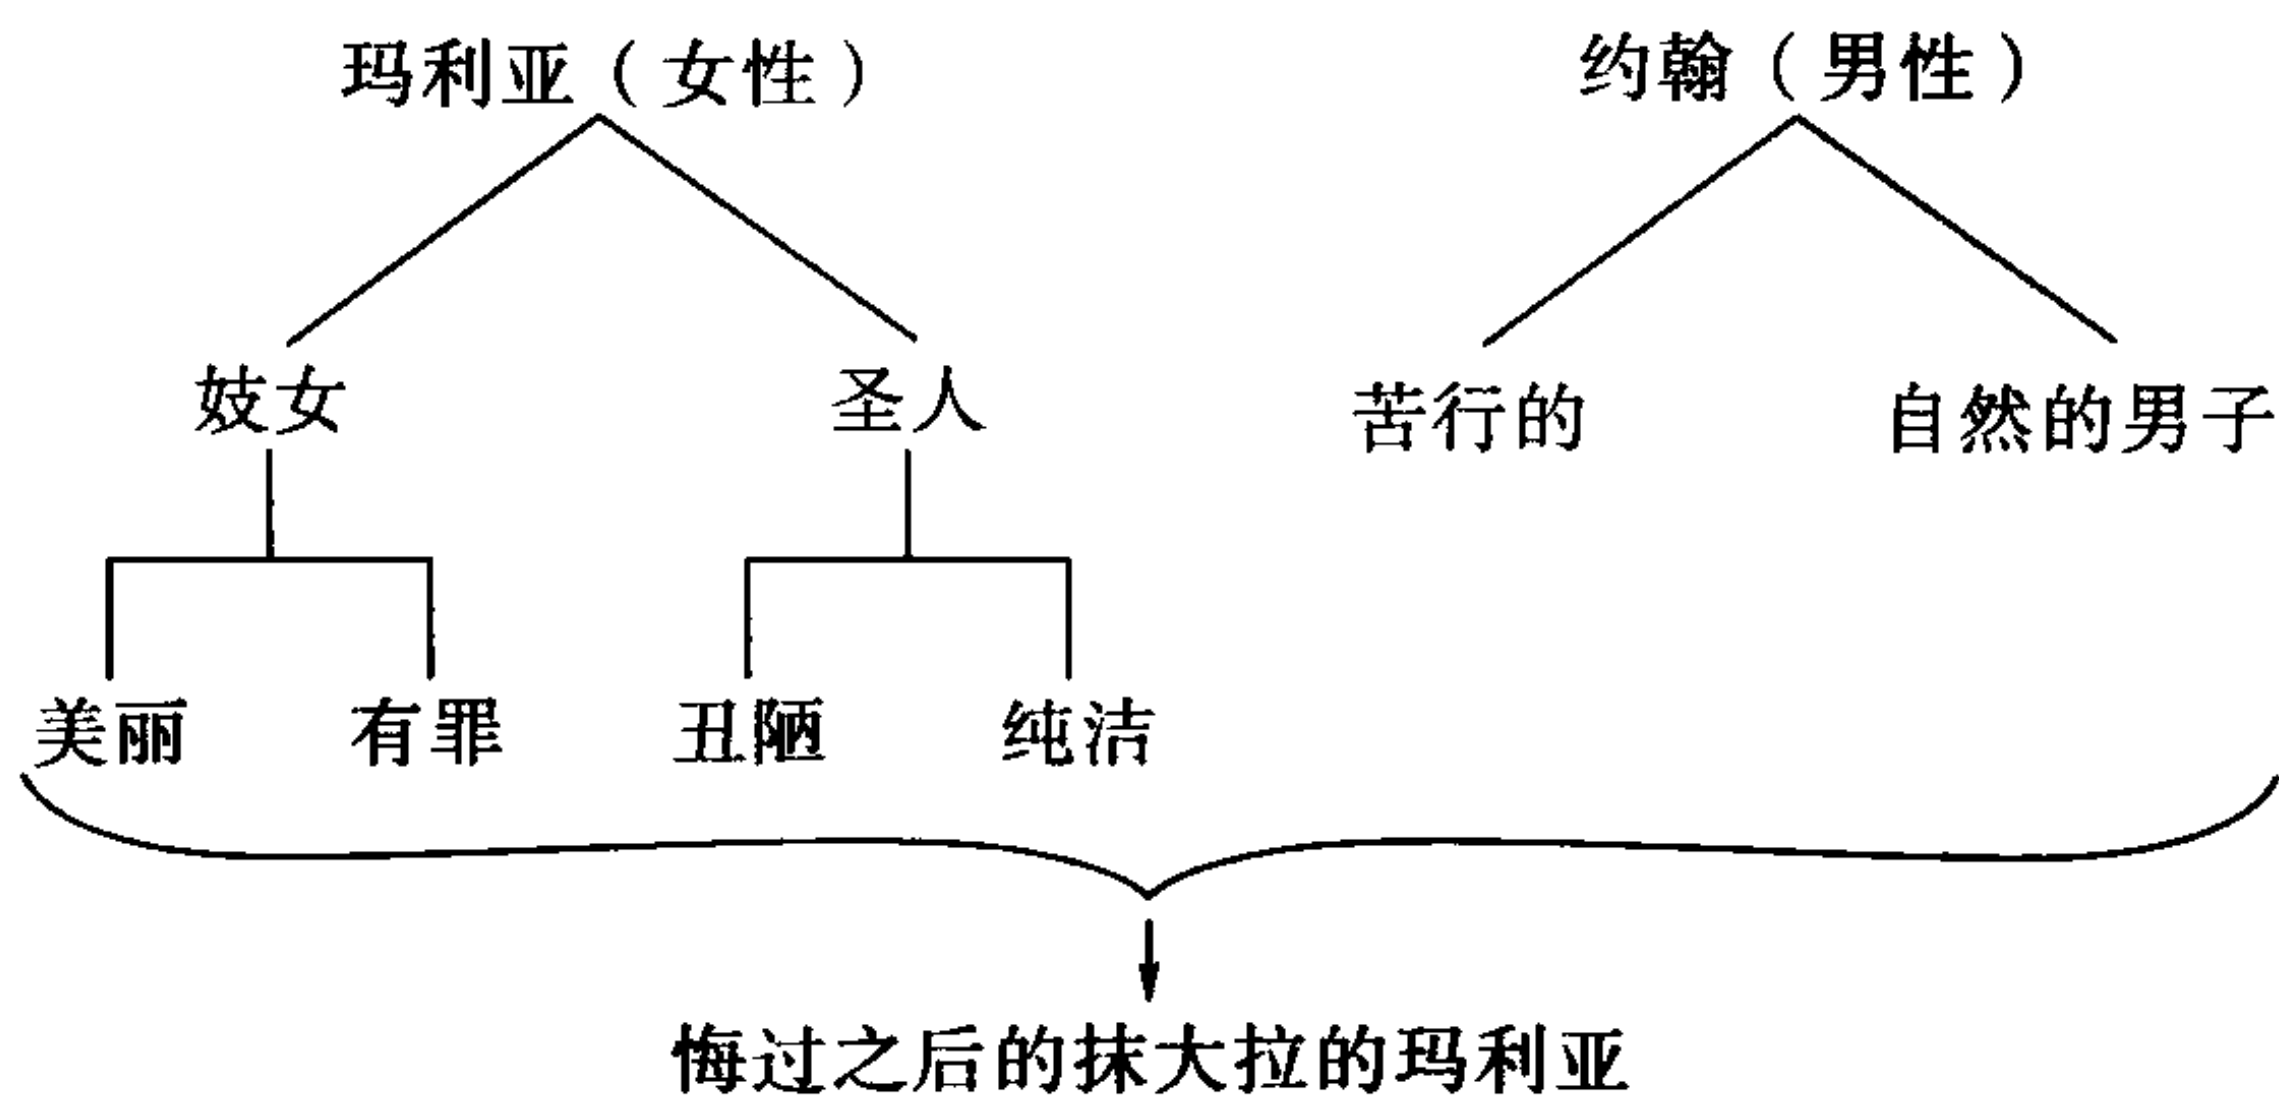 玛利亚（女性） 约翰（男性）
妓女 圣人 苦行的 自然的男子
美丽 有罪 丑陋 纯洁
悔过之后的抹大拉的玛利亚